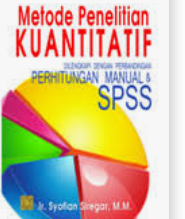 Metode Penelitian
KUANTITATIF
DILENGKAPI DENGAN PERBANDINGAN
PERHITUNGAN MANUAL &
SPSS
Ir. Syofian Siregar, M.M.